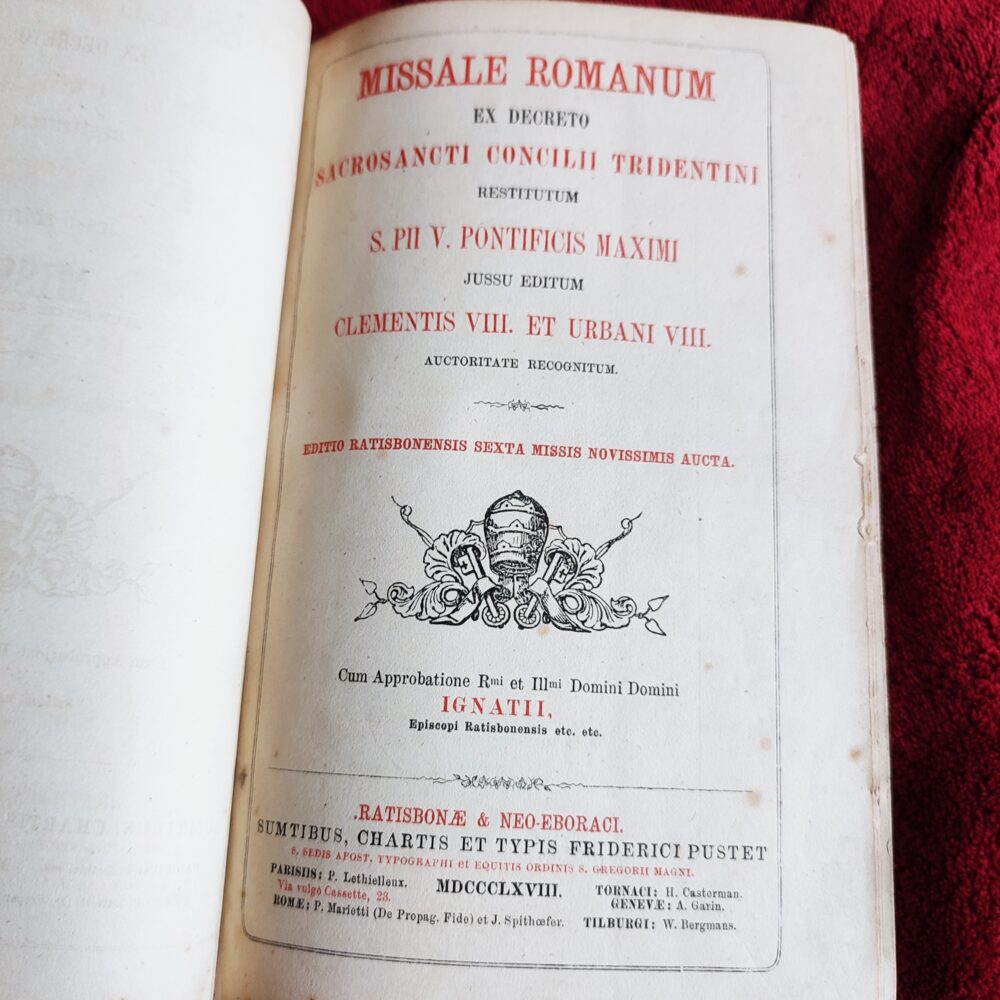 MISSALE ROMANUM
EX DECRETO
SACROSANCTI CONCILII TRIDENTINI
RESTITUTUM
S. PII V. PONTIFICIS MAXIMI
JUSSU EDITUM
CLEMENTIS VIII. ET URBANI VIII.
AUCTORITATE RECOGNITUM.
EDITIO RATISBONENSIS SEXTA MISSIS NOVISSIMIS AUCTA.
Cum Approbatione Rmi et Illmi Domini Domini
IGNATII,
Episcopi Ratisbonensis etc. etc.
RATISBONÆ & NEO-EBORACI.
SUMTIBUS, CHARTIS ET TYPIS FRIDERICI PUSTET
S. SEDIS APOST. TYPOGRAPHI et EQUITIS ORDINIS S. GREGORII MAGNI.
PARISIIS: P. Lethielleux.
Via vulgo Cassette, 23.
MDCCCLXVIII.
TORNACI: H. Casterman.
GENEVÆ: A. Garin.
ROMÆ: P. Mariotti (De Propag. Fide) et J. Spithœfer.
TILBURGI: W. Bergmans.